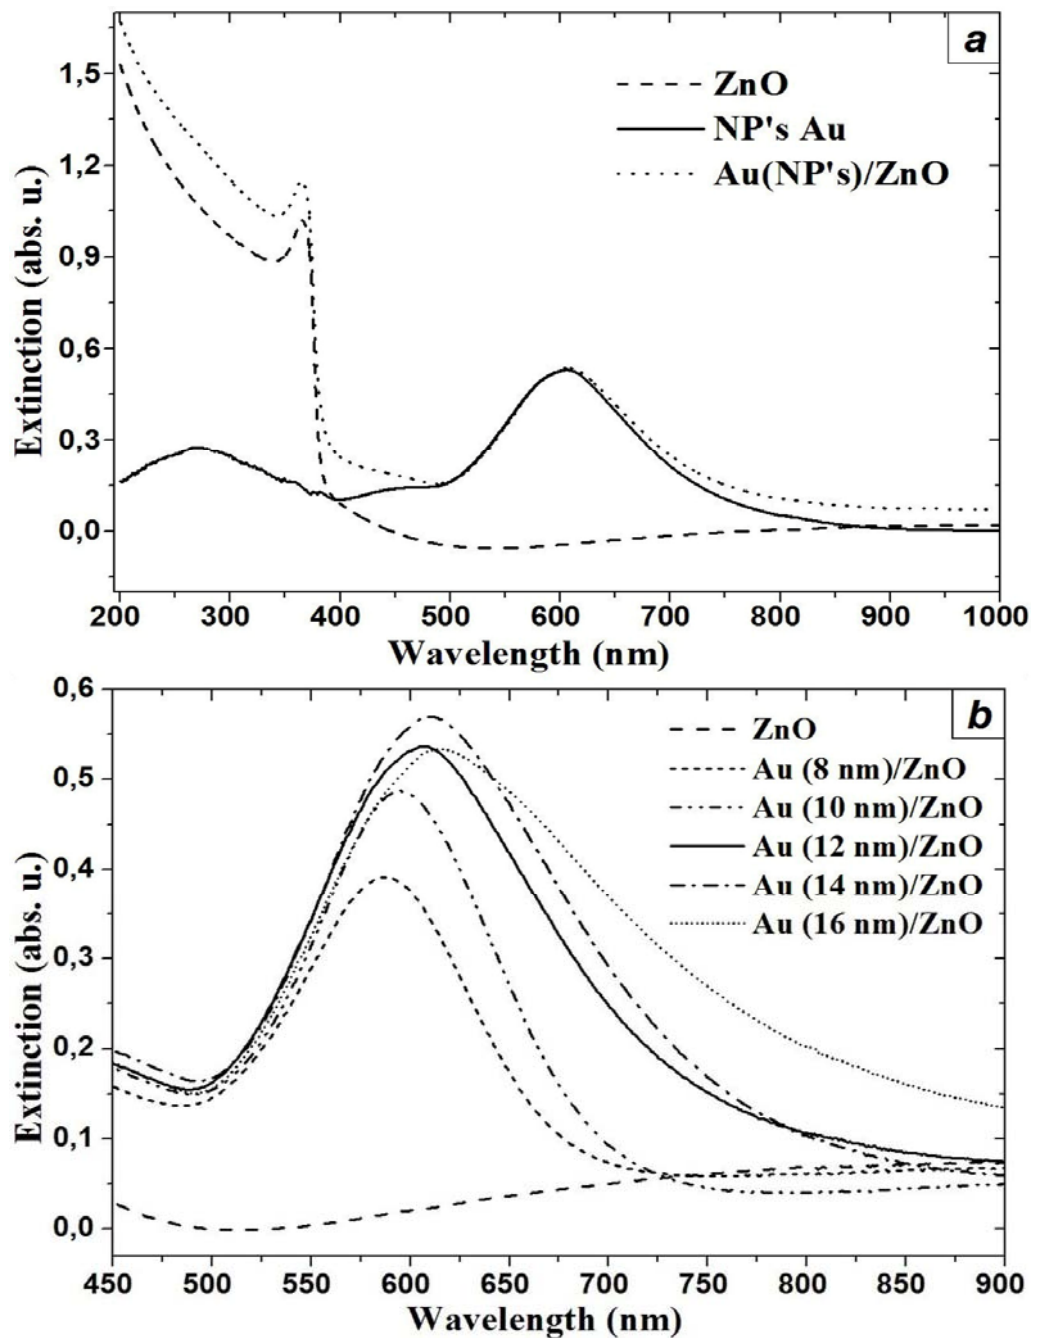 a
ZnO
NP's Au
Au(NP's)/ZnO
Extinction (abs. u.)
1,5
1,2
0,9
0,6
0,3
0,0
200 300 400 500 600 700 800 900 1000
Wavelength (nm)
b
ZnO
Au (8 nm)/ZnO
Au (10 nm)/ZnO
Au (12 nm)/ZnO
Au (14 nm)/ZnO
Au (16 nm)/ZnO
Extinction (abs. u.)
0,6
0,5
0,4
0,3
0,2
0,1
0,0
450 500 550 600 650 700 750 800 850 900
Wavelength (nm)